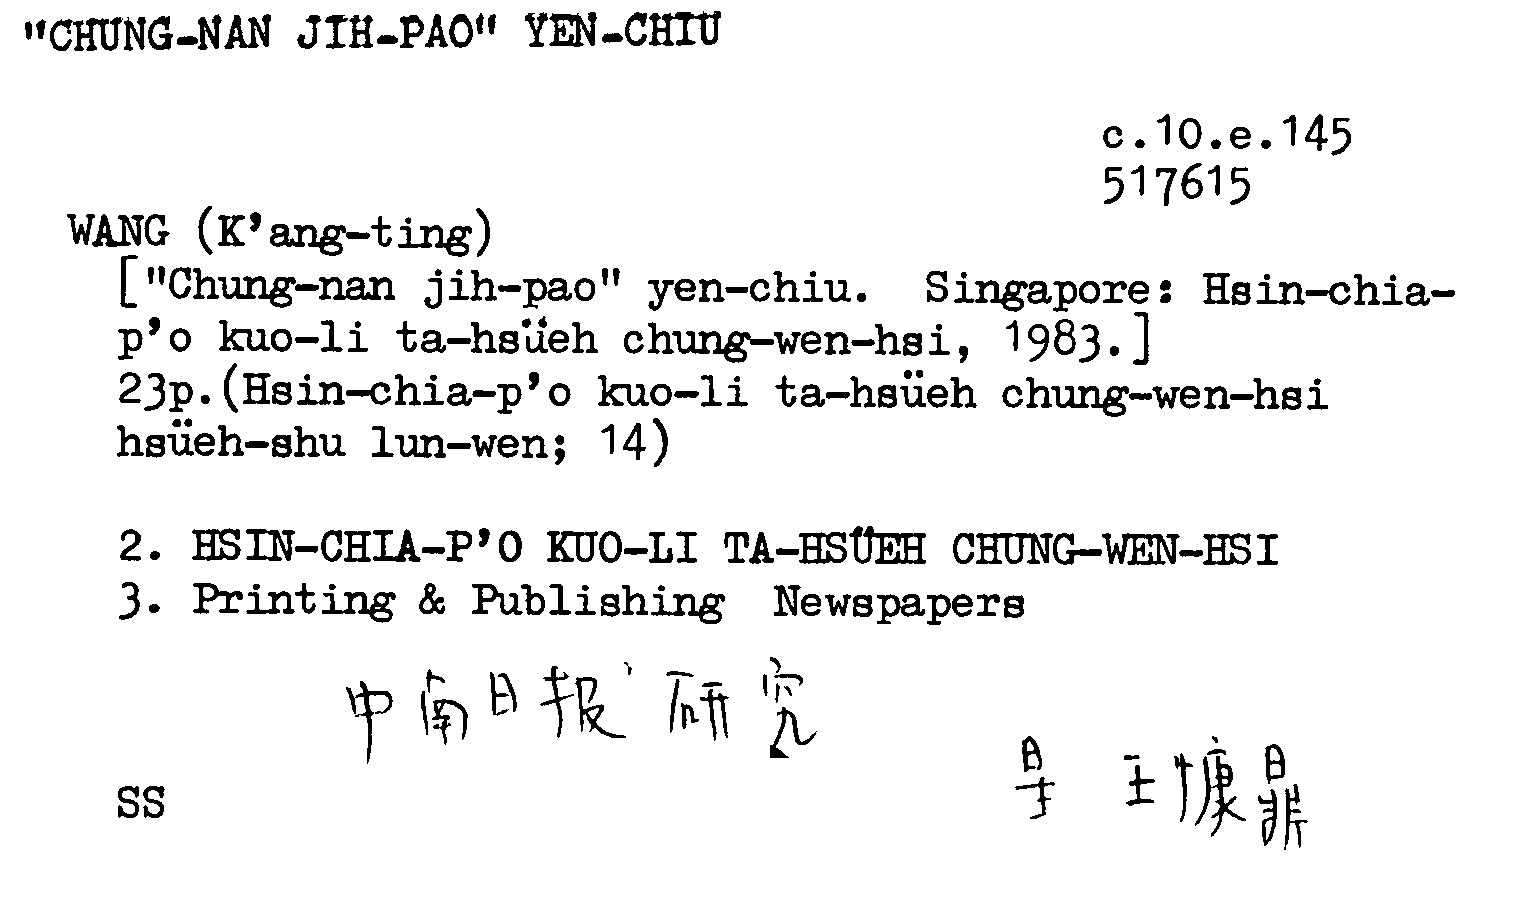 "CHUNG-NAN JIH-PAO" YEN-CHIU
c.10.e.145
517615
WANG (K'ang-ting)
["Chung-nan jih-pao" yen-chiu. Singapore: Hsin-chia-
p'o kuo-li ta-hsüeh chung-wen-hsi, 1983.]
23p.(Hsin-chia-p'o kuo-li ta-hsüeh chung-wen-hsi
hsüeh-shu lun-wen; 14)
2. HSIN-CHIA-P'O KUO-LI TA-HSÜEH CHUNG-WEN-HSI
3. Printing & Publishing Newspapers
中南日报 研究
王慷鼎
SS